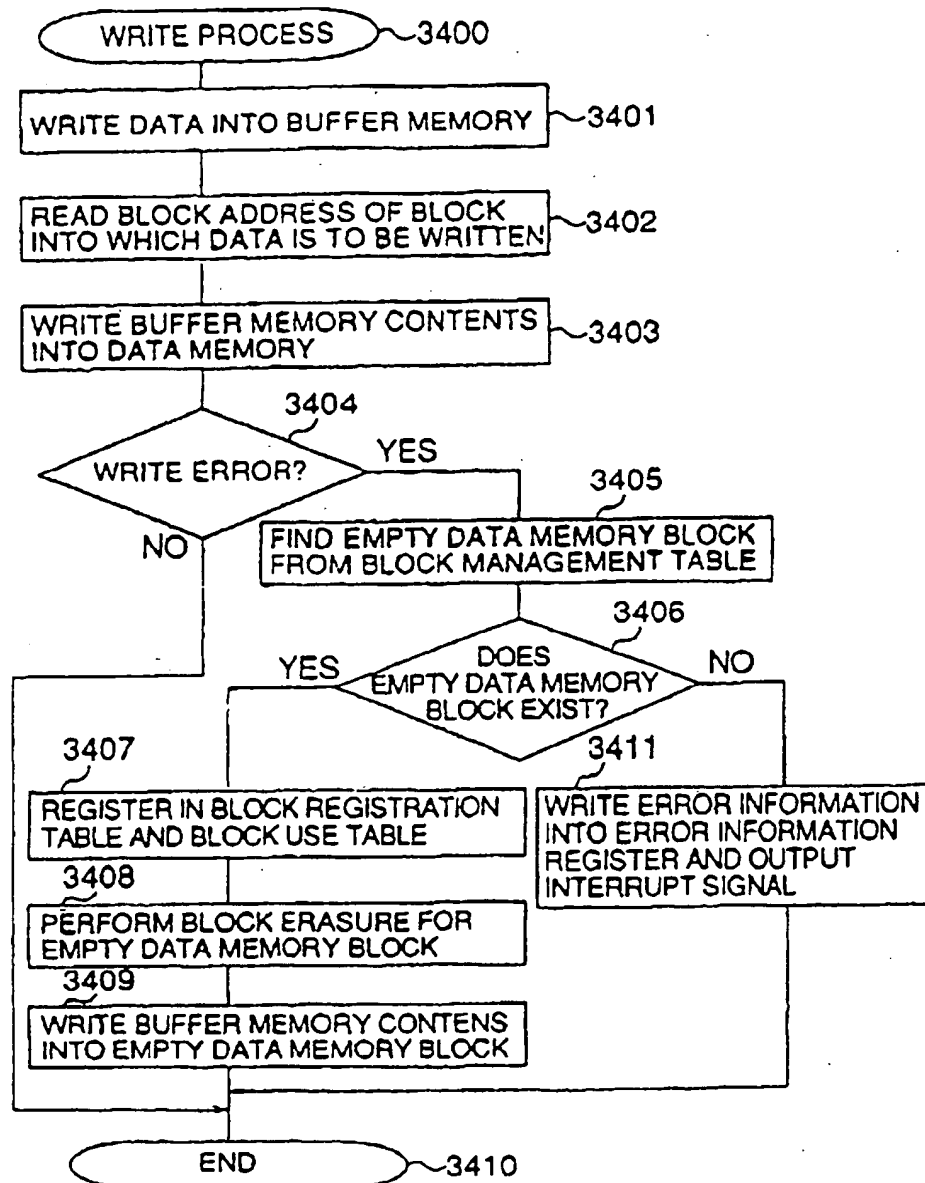 WRITE PROCESS
3400
WRITE DATA INTO BUFFER MEMORY
3401
READ BLOCK ADDRESS OF BLOCK
INTO WHICH DATA IS TO BE WRITTEN
3402
WRITE BUFFER MEMORY CONTENTS
INTO DATA MEMORY
3403
3404
WRITE ERROR?
YES
NO
3405
FIND EMPTY DATA MEMORY BLOCK
FROM BLOCK MANAGEMENT TABLE
3406
DOES
EMPTY DATA MEMORY
BLOCK EXIST?
YES
NO
3407
REGISTER IN BLOCK REGISTRATION
TABLE AND BLOCK USE TABLE
3411
WRITE ERROR INFORMATION
INTO ERROR INFORMATION
REGISTER AND OUTPUT
INTERRUPT SIGNAL
3408
PERFORM BLOCK ERASURE FOR
EMPTY DATA MEMORY BLOCK
3409
WRITE BUFFER MEMORY CONTENS
INTO EMPTY DATA MEMORY BLOCK
END
3410